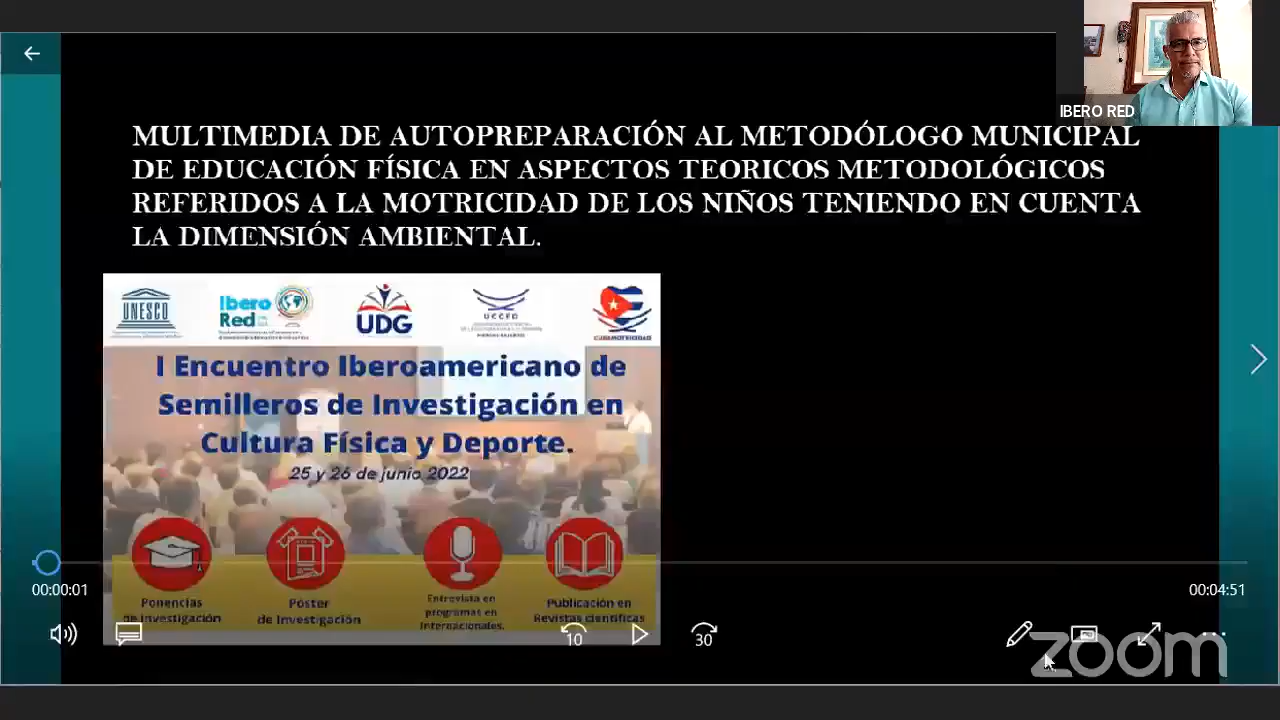 IBERO RED
MULTIMEDIA DE AUTOPREPARACIÓN AL METODÓLOGO MUNICIPAL
DE EDUCACIÓN FÍSICA EN ASPECTOS TEORICOS METODOLÓGICOS
REFERIDOS A LA MOTRICIDAD DE LOS NIÑOS TENIENDO EN CUENTA
LA DIMENSIÓN AMBIENTAL.
UNESCO
Ibero
Red
UDG
UCCFD
CUBAMOTRICIDAD
I Encuentro Iberoamericano de
Semilleros de Investigación en
Cultura Física y Deporte.
25 y 26 de junio 2022
00:00:01
00:04:51
Ponencias
de Investigación
Póster
de Investigación
Entrevista en
programas en
Internacionales.
Publicación en
Revistas científicas
10
30
zoom